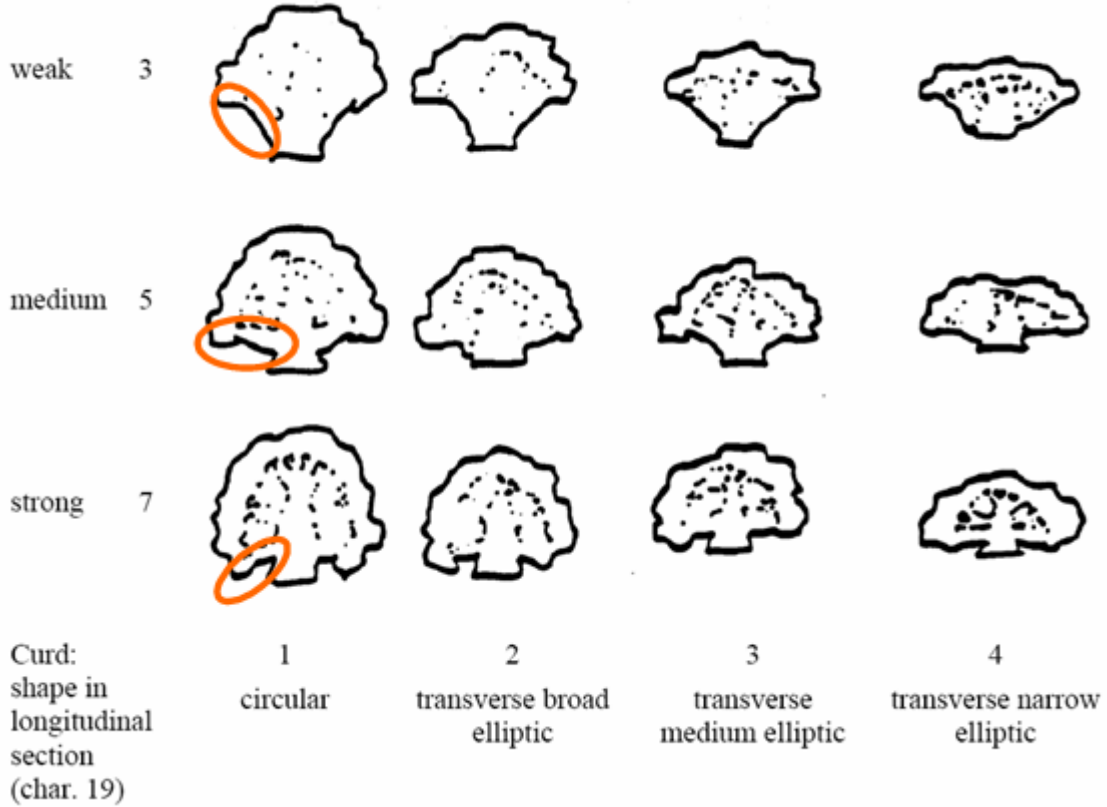 weak 3
medium 5
strong 7
Curd: 1 2 3 4
shape in circular transverse broad transverse transverse narrow
longitudinal elliptic medium elliptic elliptic
section
(char. 19)